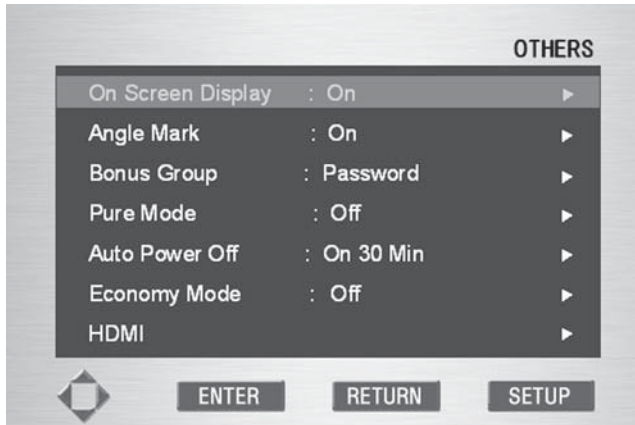 OTHERS
On Screen Display : On
Angle Mark : On
Bonus Group : Password
Pure Mode : Off
Auto Power Off : On 30 Min
Economy Mode : Off
HDMI
ENTER RETURN SETUP